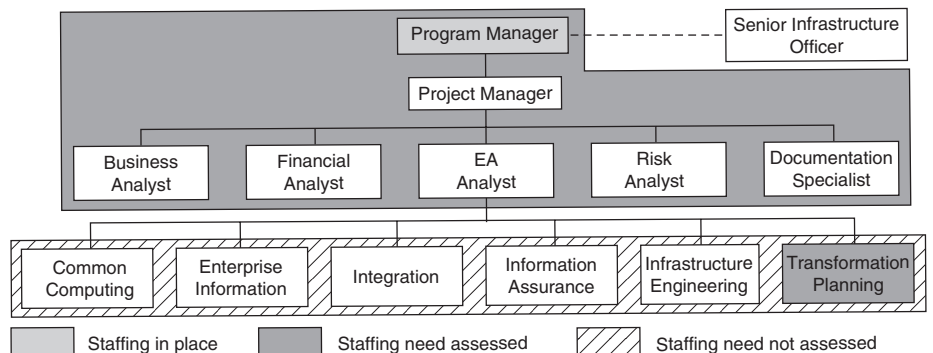 Program Manager
Senior Infrastructure
Officer
Project Manager
Business
Analyst
Financial
Analyst
EA
Analyst
Risk
Analyst
Documentation
Specialist
Common
Computing
Enterprise
Information
Integration
Information
Assurance
Infrastructure
Engineering
Transformation
Planning
Staffing in place
Staffing need assessed
Staffing need not assessed